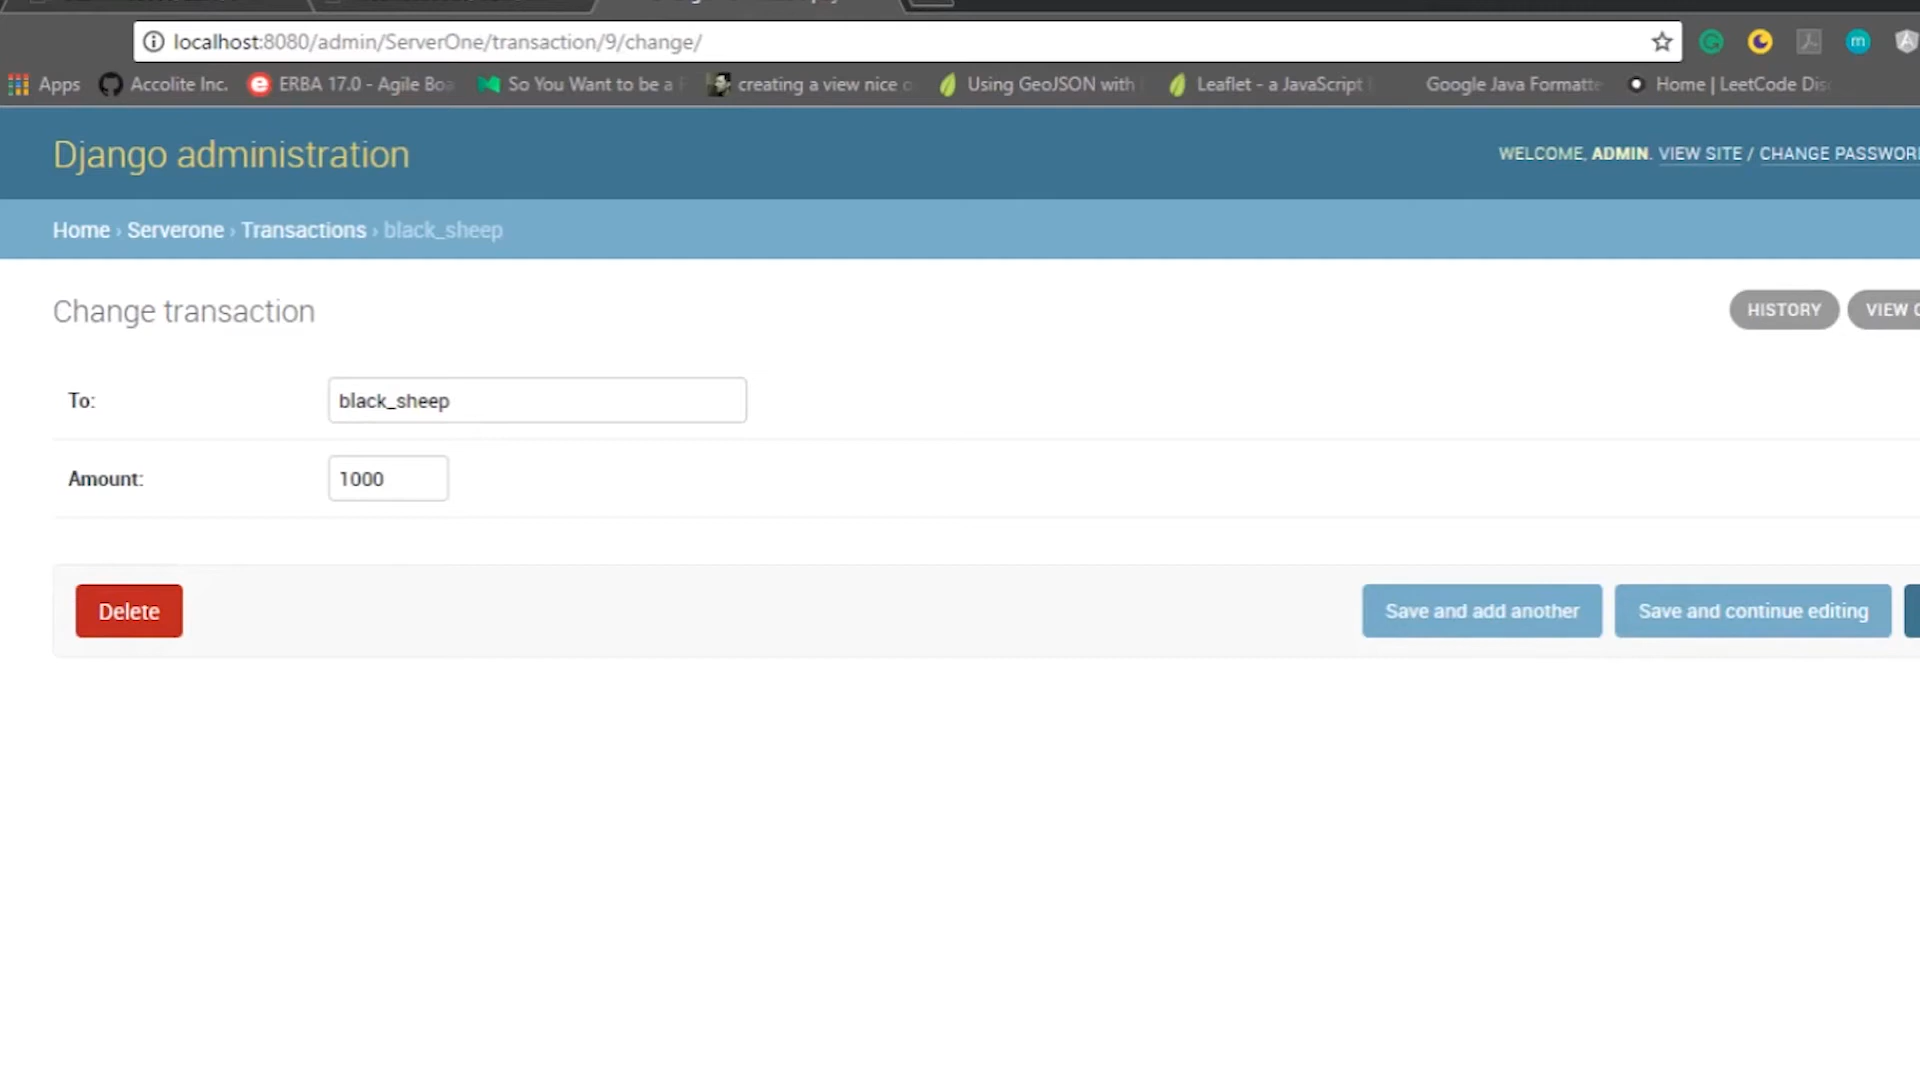 localhost:8080/admin/ServerOne/transaction/9/change/
Apps Accolite Inc. ERBA 17.0 - Agile Boa So You Want to be a F creating a view nice o Using GeoJSON with Leaflet - a JavaScript Google Java Formatte Home | LeetCode Disc
Django administration
WELCOME, ADMIN. VIEW SITE / CHANGE PASSWOR
Home › Serverone › Transactions › black_sheep
Change transaction
HISTORY VIEW
To: black_sheep
Amount: 1000
Delete Save and add another Save and continue editing